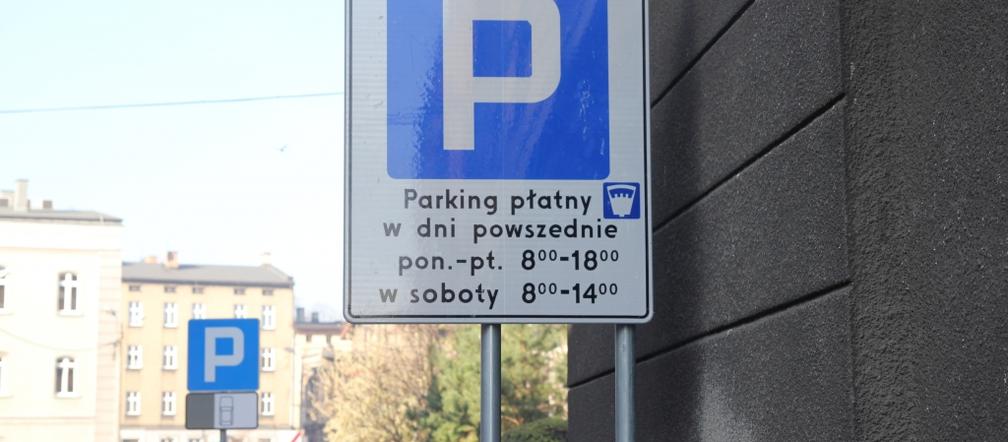 P
Parking płatny
w dni powszednie
pon.-pt. 8⁰⁰-18⁰⁰
w soboty 8⁰⁰-14⁰⁰
P